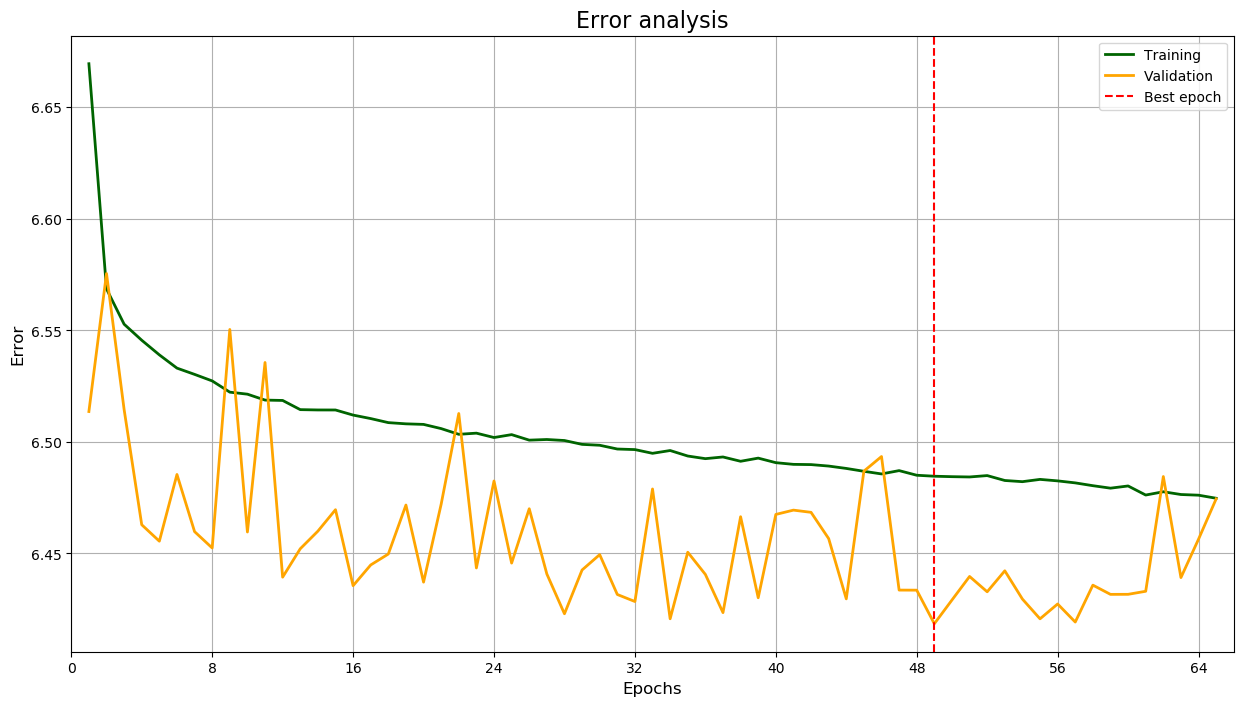 Error analysis
Training
Validation
Best epoch
6.65
6.60
6.55
6.50
6.45
Error
0 8 16 24 32 40 48 56 64
Epochs